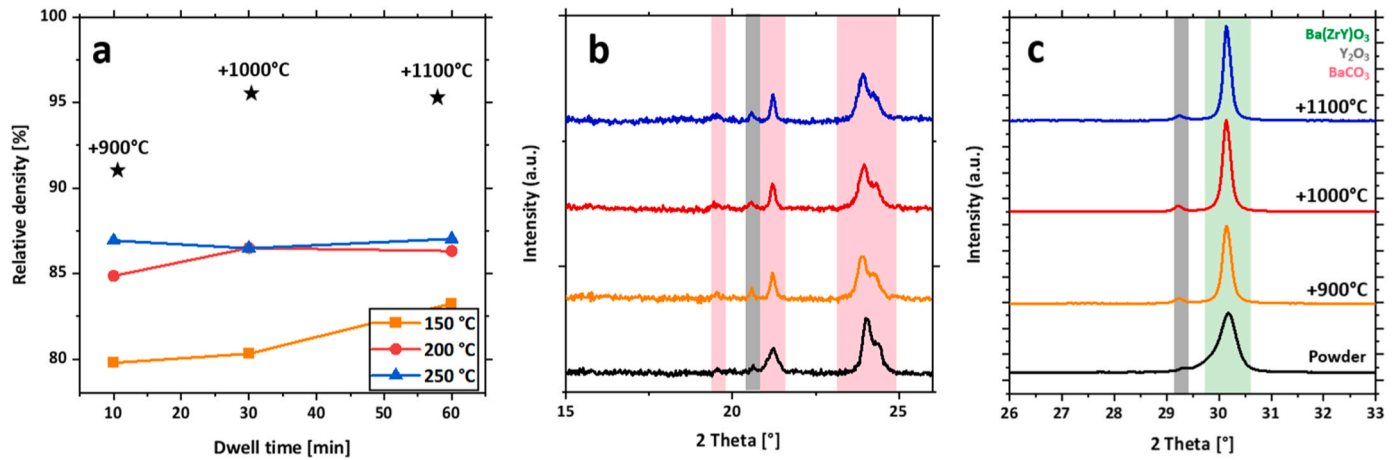 a
100
95
90
85
80
Relative density [%]
+900°C
+1000°C
+1100°C
150 °C
200 °C
250 °C
10
20
30
40
50
60
Dwell time [min]
b
Intensity (a.u.)
15
20
25
2 Theta [°]
c
Ba(ZrY)O₃
Y₂O₃
BaCO₃
+1100°C
+1000°C
+900°C
Powder
Intensity (a.u.)
26
27
28
29
30
31
32
33
2 Theta [°]